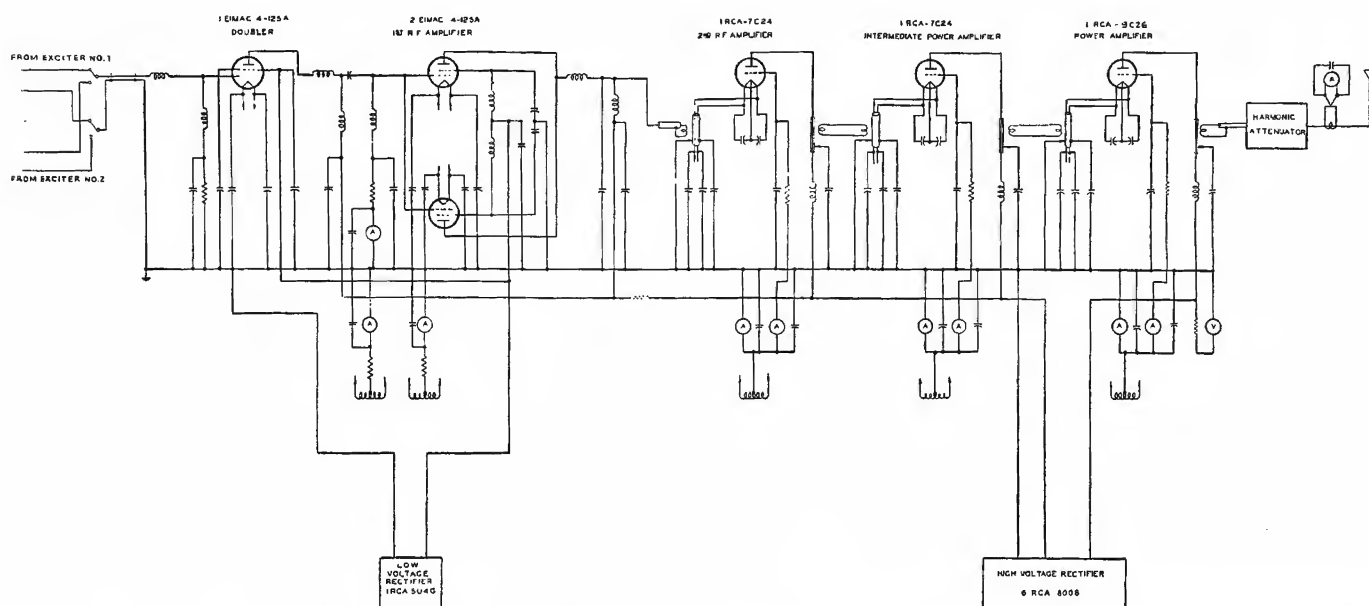 1 EIMAC 4-125A
DOUBLER
2 EIMAC 4-125A
1ST R F AMPLIFIER
1 RCA-7C24
2ND R.F AMPLIFIER
1 RCA-7C24
INTERMEDIATE POWER AMPLIFIER
1 RCA-9C26
POWER AMPLIFIER
FROM EXCITER NO.1
FROM EXCITER NO.2
A
HARMONIC
ATTENUATOR
A
A
A
A
A
A
A
A
A
V
LOW
VOLTAGE
RECTIFIER
1RCA 5U4G
HIGH VOLTAGE RECTIFIER
6 RCA 8008